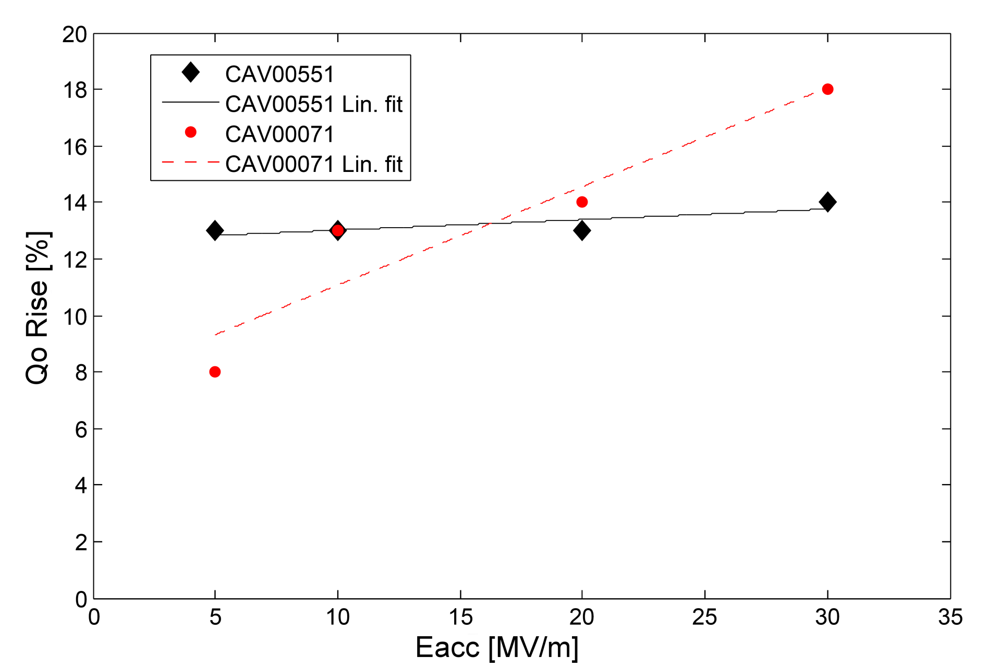 20
18
16
14
12
10
8
6
4
2
0
Qo Rise [%]
CAV00551
CAV00551 Lin. fit
CAV00071
CAV00071 Lin. fit
0 5 10 15 20 25 30 35
Eacc [MV/m]